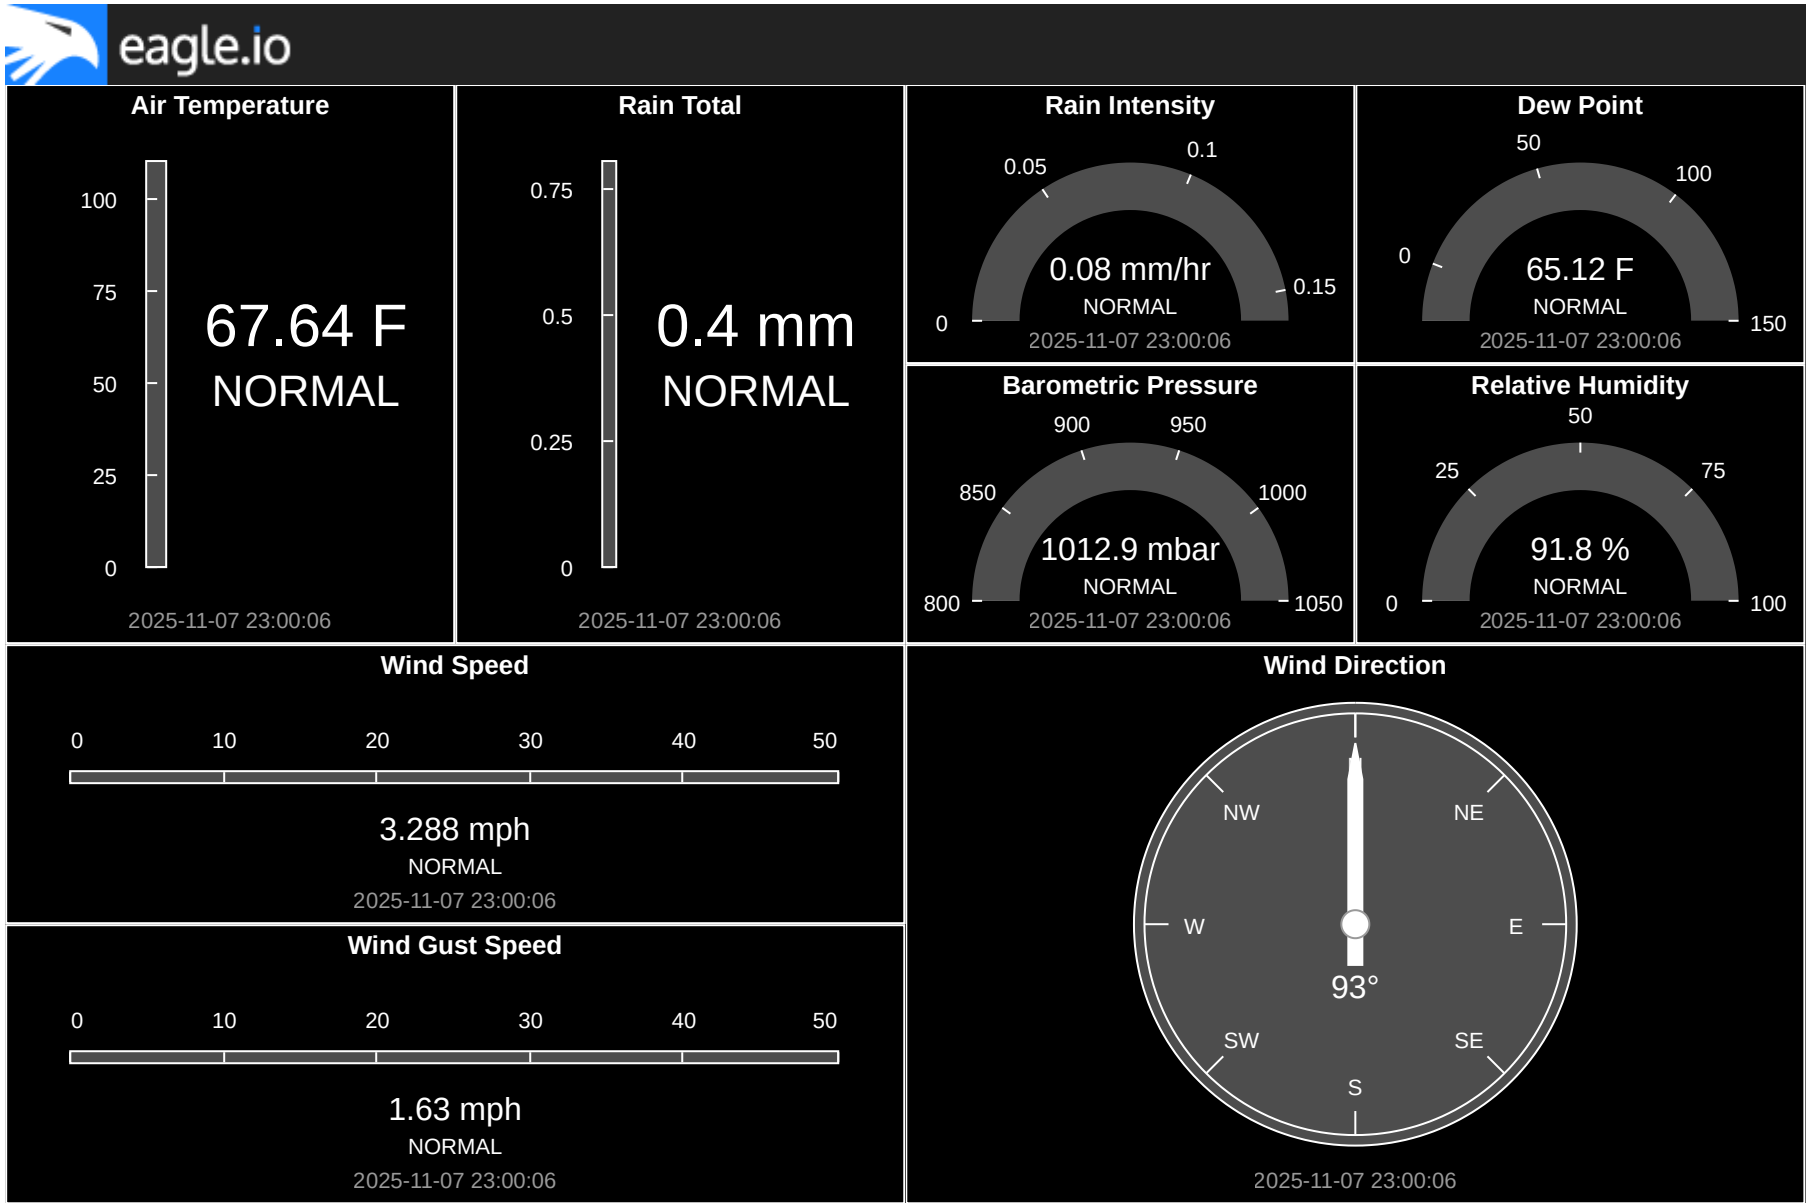 eagle.io
Air Temperature
100
75
50
25
0
67.64 F
NORMAL
2025-11-07 23:00:06
Rain Total
0.75
0.5
0.25
0
0.4 mm
NORMAL
2025-11-07 23:00:06
Rain Intensity
0
0.05
0.1
0.15
0.08 mm/hr
NORMAL
2025-11-07 23:00:06
Dew Point
0
50
100
150
65.12 F
NORMAL
2025-11-07 23:00:06
Barometric Pressure
800
850
900
950
1000
1050
1012.9 mbar
NORMAL
2025-11-07 23:00:06
Relative Humidity
0
25
50
75
100
91.8 %
NORMAL
2025-11-07 23:00:06
Wind Speed
0 10 20 30 40 50
3.288 mph
NORMAL
2025-11-07 23:00:06
Wind Gust Speed
0 10 20 30 40 50
1.63 mph
NORMAL
2025-11-07 23:00:06
Wind Direction
NW NE
W E
93°
SW SE
S
2025-11-07 23:00:06